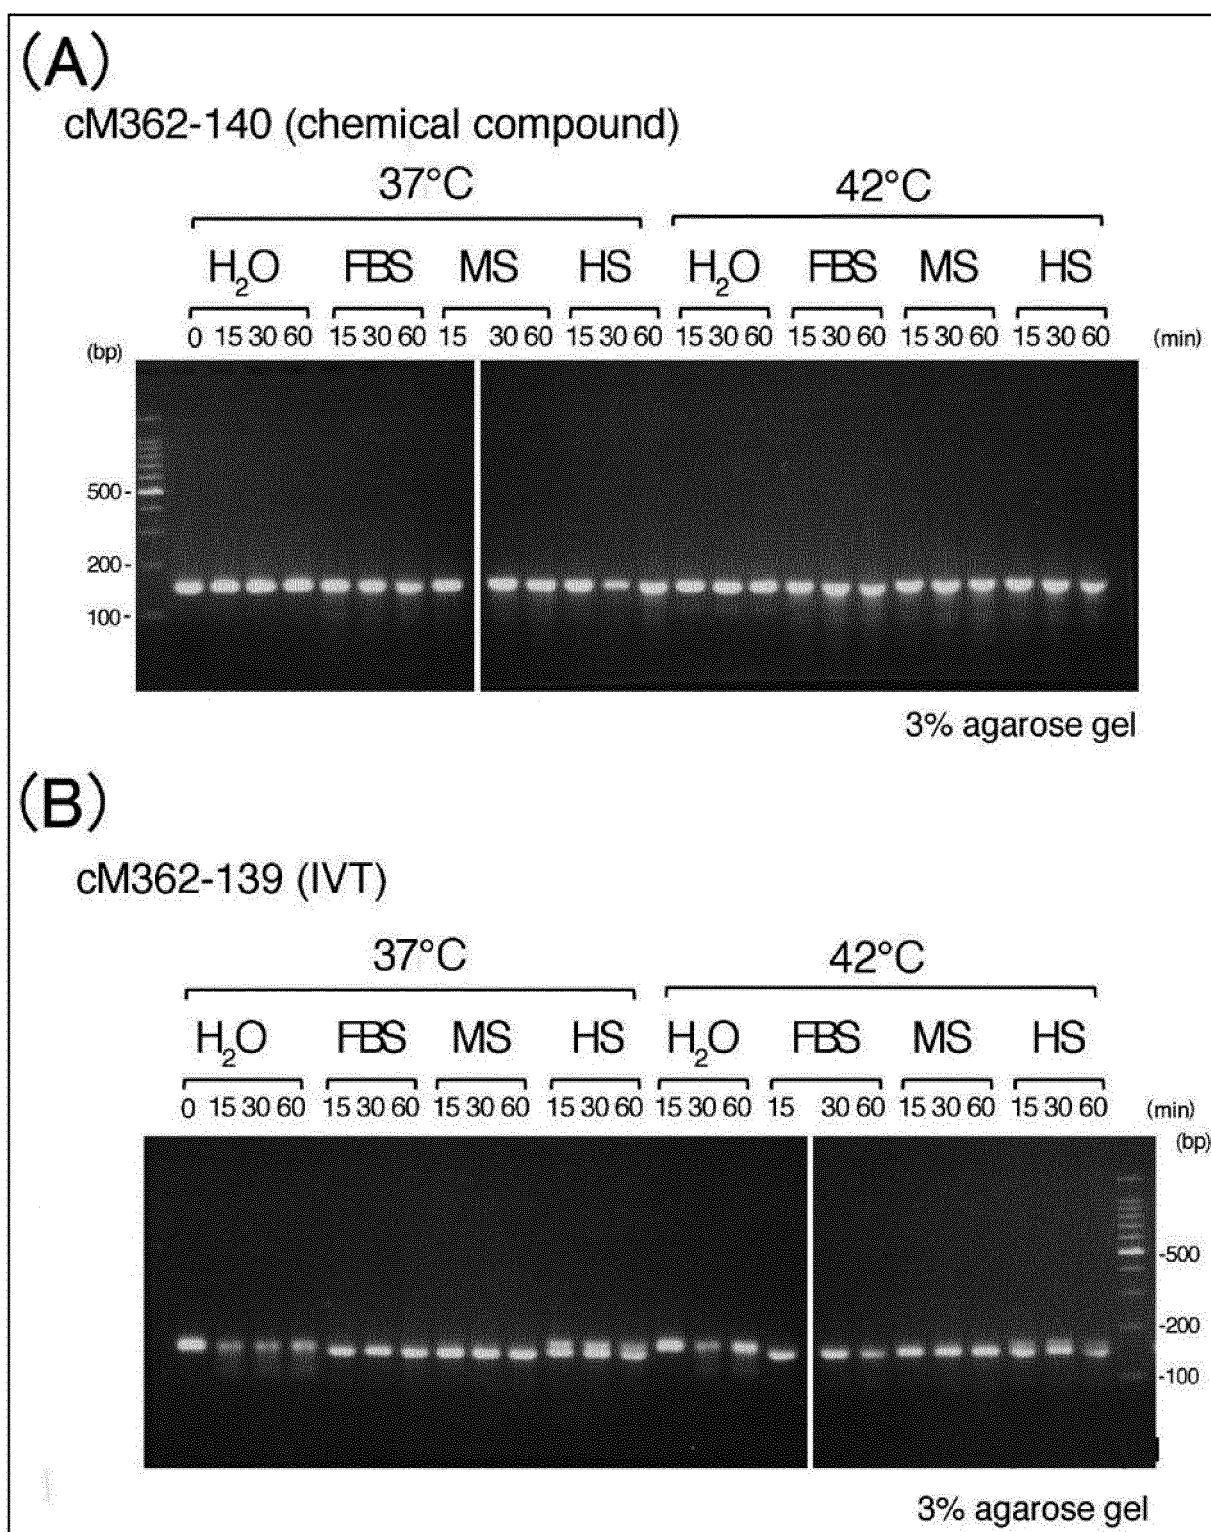 (A)
cM362-140 (chemical compound)
37°C 42°C
H₂O FBS MS HS H₂O FBS MS HS
0 15 30 60 15 30 60 15 30 60 15 30 60 15 30 60 15 30 60 15 30 60 15 30 60 (min)
(bp)
500-
200-
100-
3% agarose gel
(B)
cM362-139 (IVT)
37°C 42°C
H₂O FBS MS HS H₂O FBS MS HS
0 15 30 60 15 30 60 15 30 60 15 30 60 15 30 60 15 30 60 15 30 60 15 30 60 (min)
(bp)
-500
-200
-100
3% agarose gel